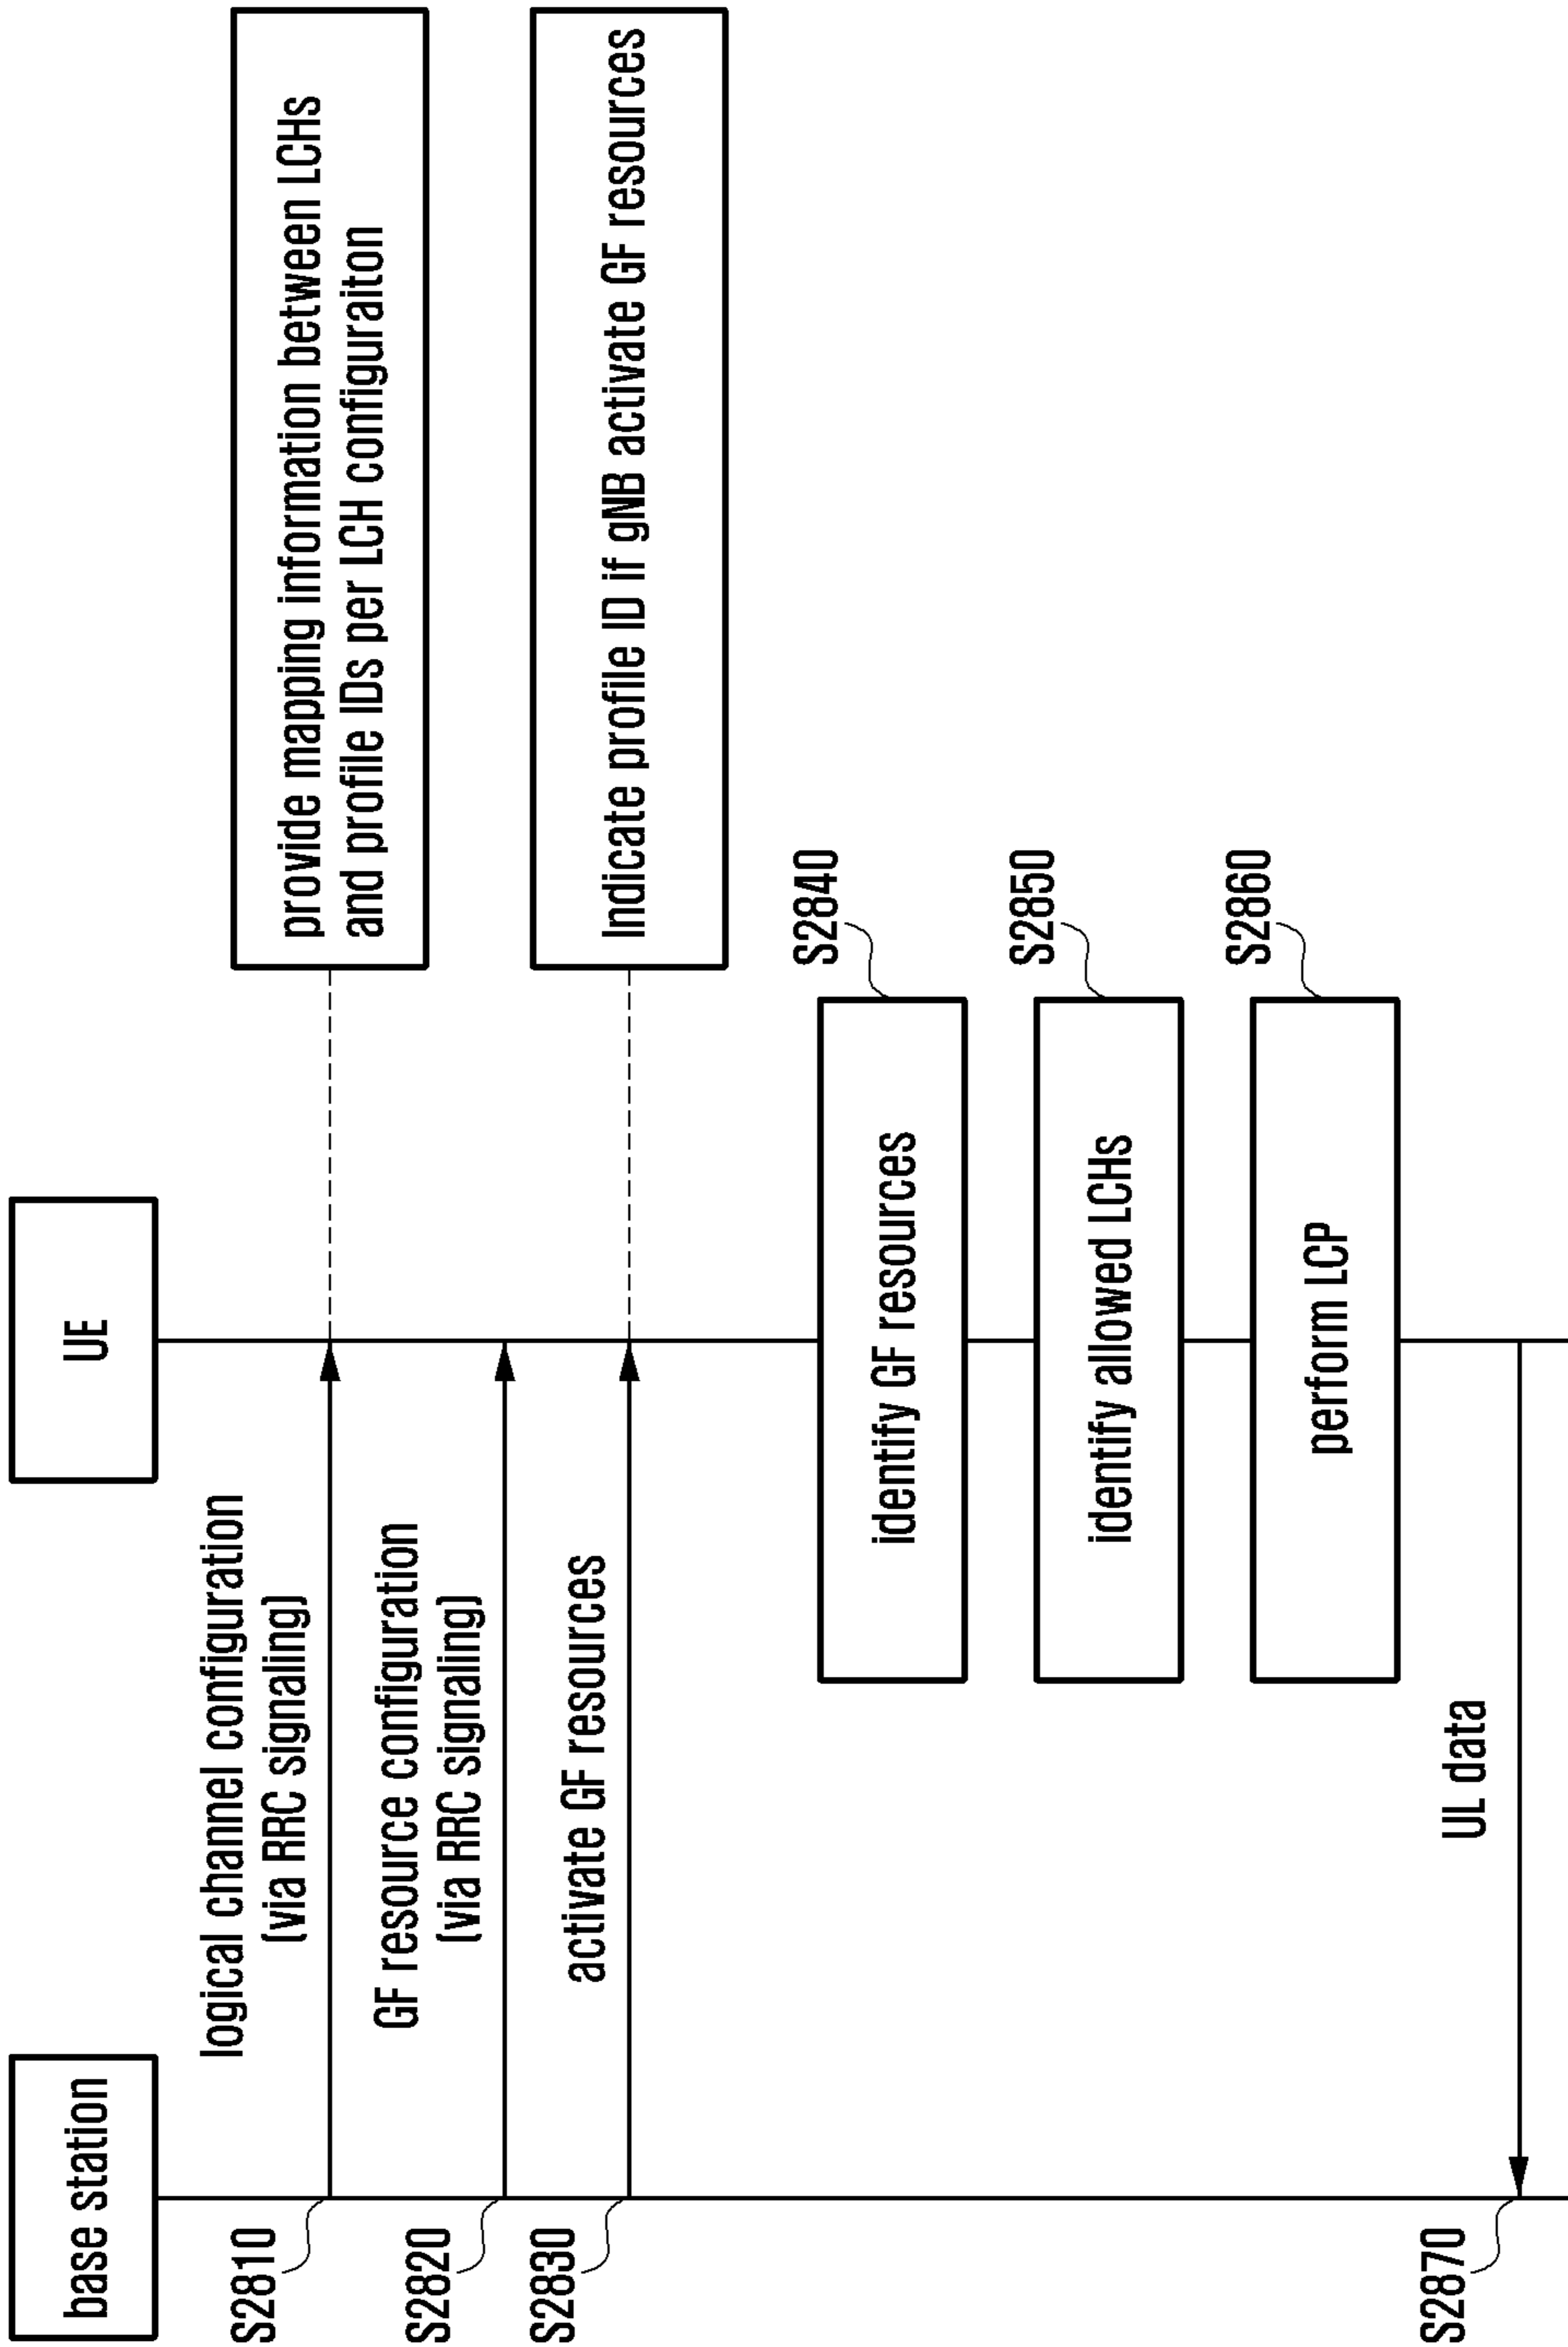 base station
UE
S2810
logical channel configuration
(via RRC signaling)
provide mapping information between LCHs
and profile IDs per LCH configuraiton
S2820
GF resource configuration
(via RRC signaling)
S2830
activate GF resources
Indicate profile ID if gNB activate GF resources
S2840
identify GF resources
S2850
identify allowed LCHs
S2860
perform LCP
S2870
UL data